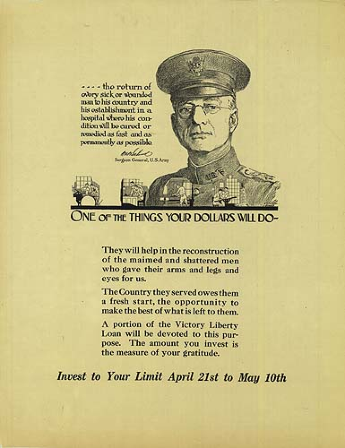 ---- the return of
every sick or wounded
man to his country and
his establishment in a
hospital where his con-
dition will be cured or
remedied as fast and as
permanently as possible
Surgeon General, U.S. Army
ONE OF THE THINGS YOUR DOLLARS WILL DO-
They will help in the reconstruction
of the maimed and shattered men
who gave their arms and legs and
eyes for us.
The Country they served owes them
a fresh start, the opportunity to
make the best of what is left to them.
A portion of the Victory Liberty
Loan will be devoted to this pur-
pose. The amount you invest is
the measure of your gratitude.
Invest to Your Limit April 21st to May 10th